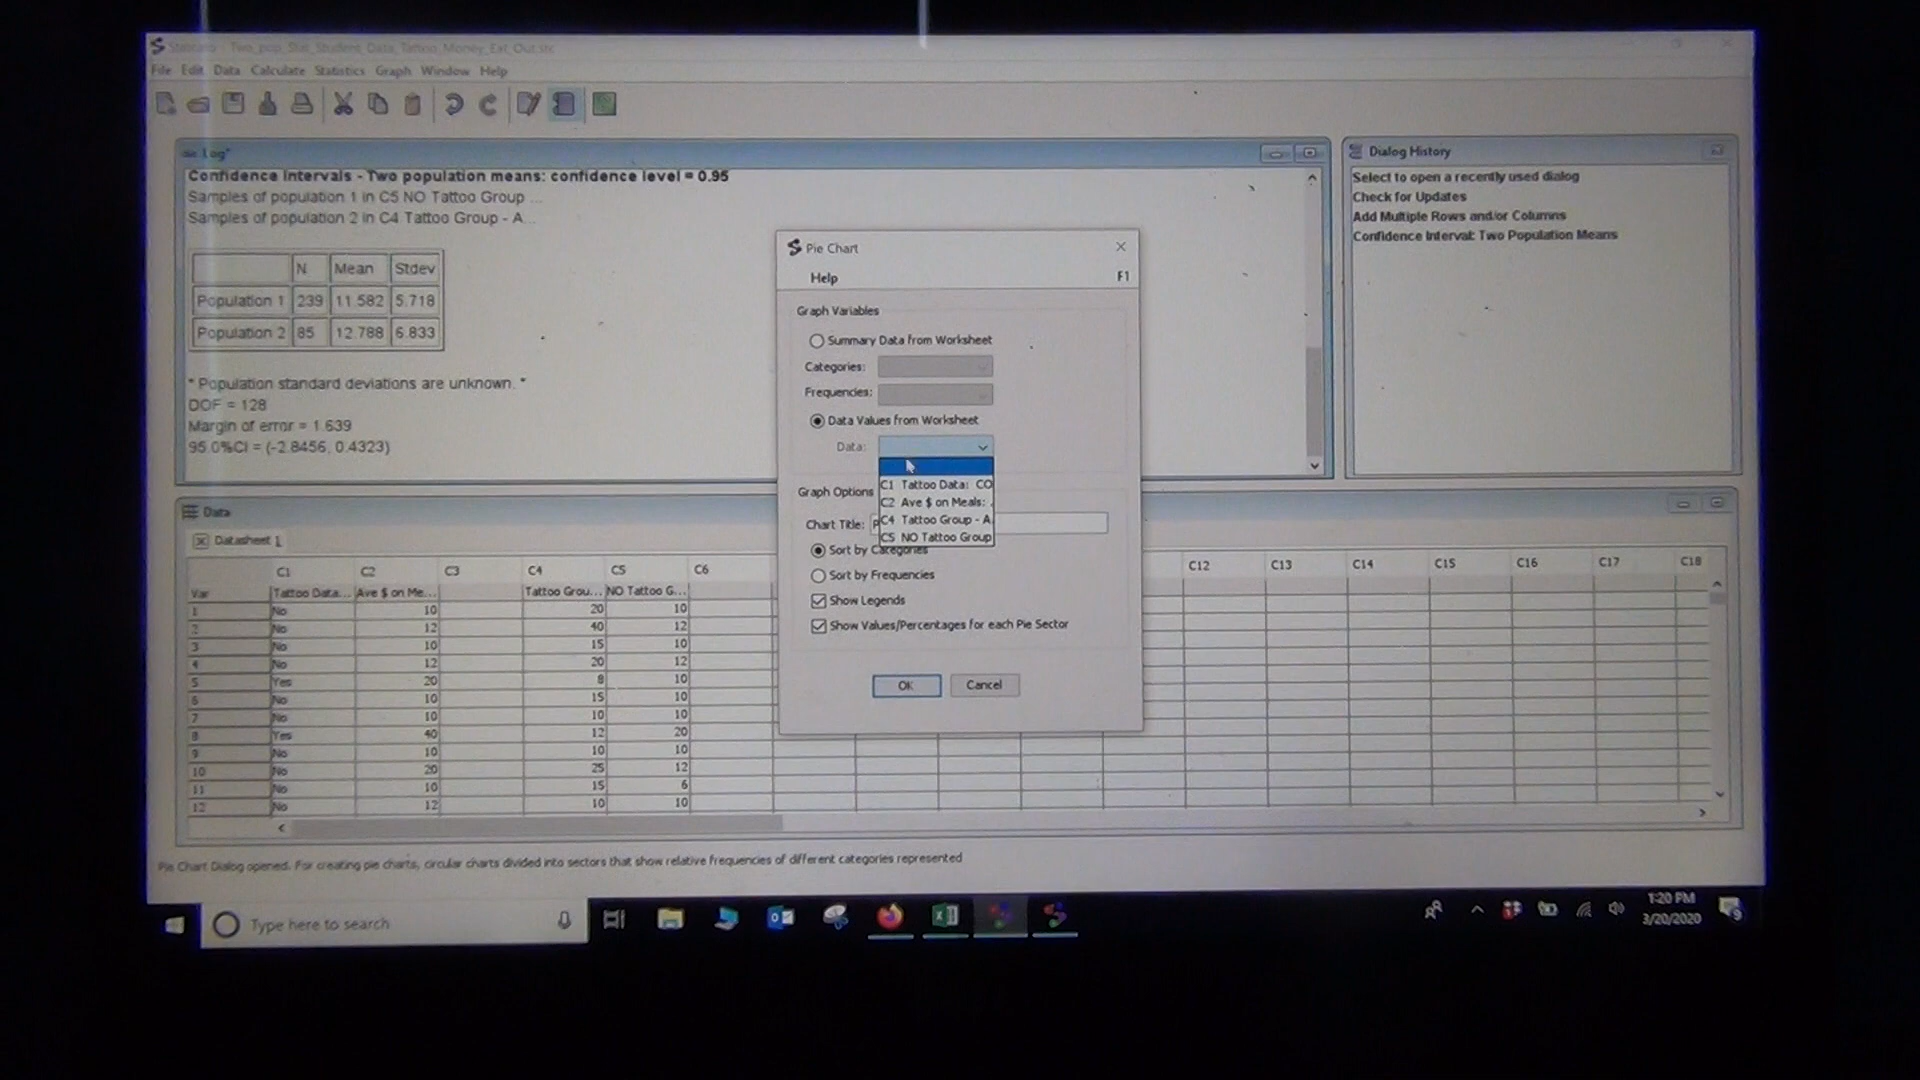 Statcato - Two_pop_Stat_Student_Data_Tattoo_Money_Eat_Out.stc
File Edit Data Calculate Statistics Graph Window Help
Log*
Confidence Intervals - Two population means: confidence level = 0.95
Samples of population 1 in C5 NO Tattoo Group ...
Samples of population 2 in C4 Tattoo Group - A...
N Mean Stdev
Population 1 239 11.582 5.718
Population 2 85 12.788 6.833
* Population standard deviations are unknown. *
DOF = 128
Margin of error = 1.639
95.0%CI = (-2.8456, 0.4323)
Dialog History
Select to open a recently used dialog
Check for Updates
Add Multiple Rows and/or Columns
Confidence Interval: Two Population Means
Pie Chart
Help F1
Graph Variables
Summary Data from Worksheet
Categories:
Frequencies:
Data Values from Worksheet
Data:
C1 Tattoo Data: CO
C2 Ave $ on Meals: .
C4 Tattoo Group - A
C5 NO Tattoo Group
Graph Options
Chart Title: P
Sort by Categories
Sort by Frequencies
Show Legends
Show Values/Percentages for each Pie Sector
OK Cancel
Data
Datasheet 1
C1 C2 C3 C4 C5 C6 C12 C13 C14 C15 C16 C17 C18
Var Tattoo Data... Ave $ on Me... Tattoo Grou... NO Tattoo G...
1 No 10 20 10
2 No 12 40 12
3 No 10 15 10
4 No 12 20 12
5 Yes 20 8 10
6 No 10 15 10
7 No 10 10 10
8 Yes 40 12 20
9 No 10 10 10
10 No 20 25 12
11 No 10 15 6
12 No 12 10 10
Pie Chart Dialog opened. For creating pie charts, circular charts divided into sectors that show relative frequencies of different categories represented
Type here to search
1:20 PM
3/20/2020
9